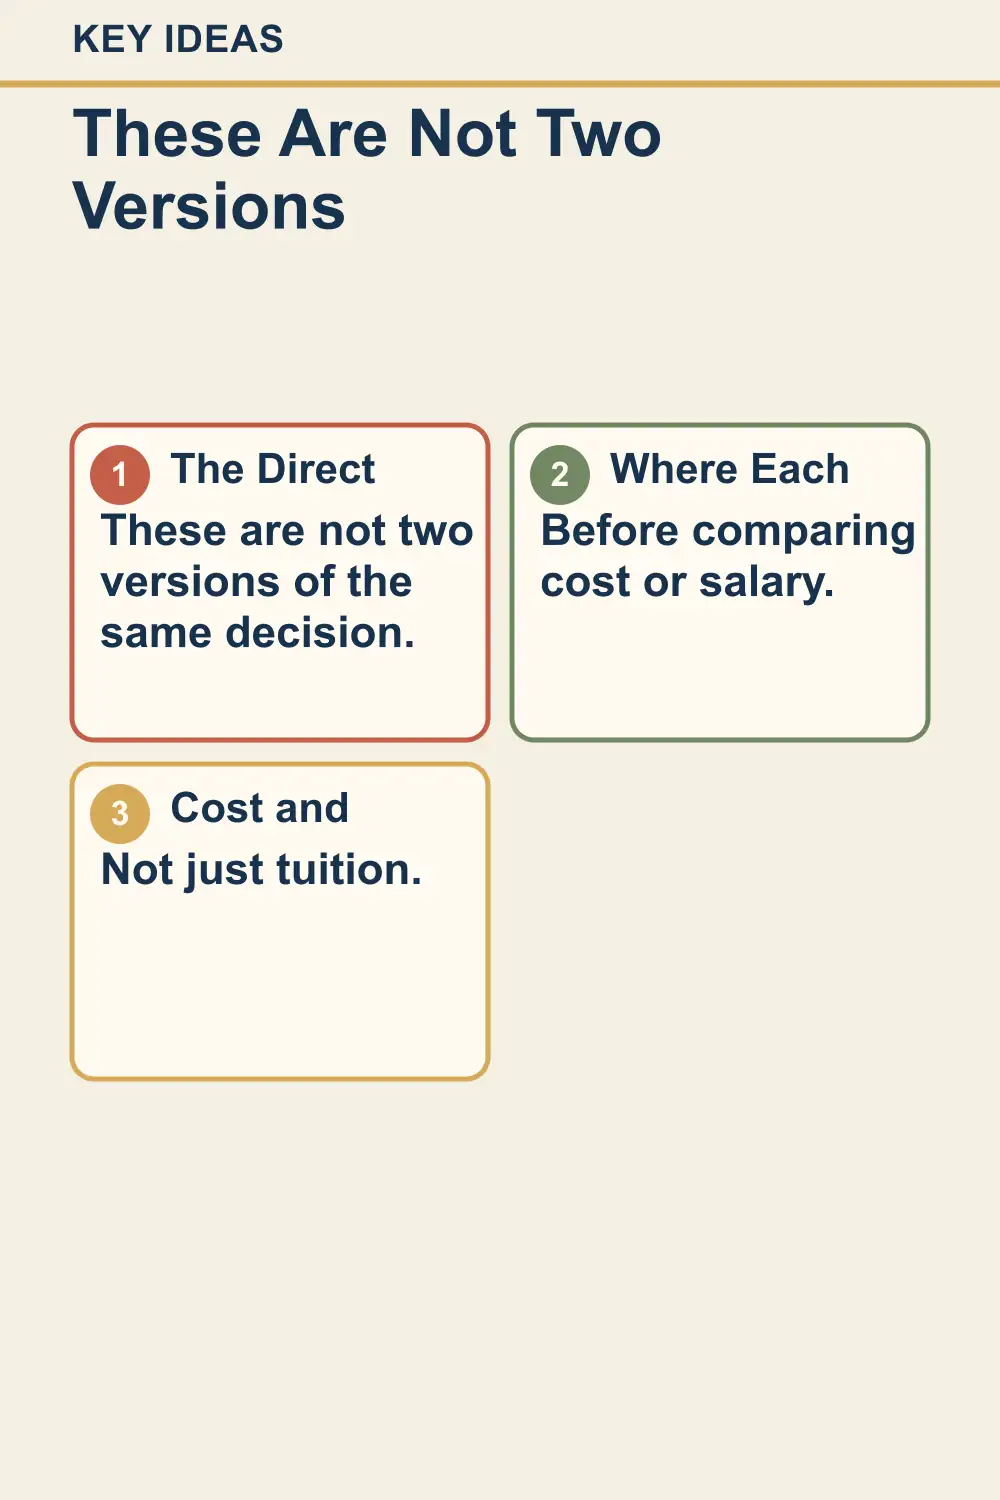 KEY IDEAS
These Are Not Two
Versions
1 The Direct
These are not two
versions of the
same decision.
2 Where Each
Before comparing
cost or salary.
3 Cost and
Not just tuition.